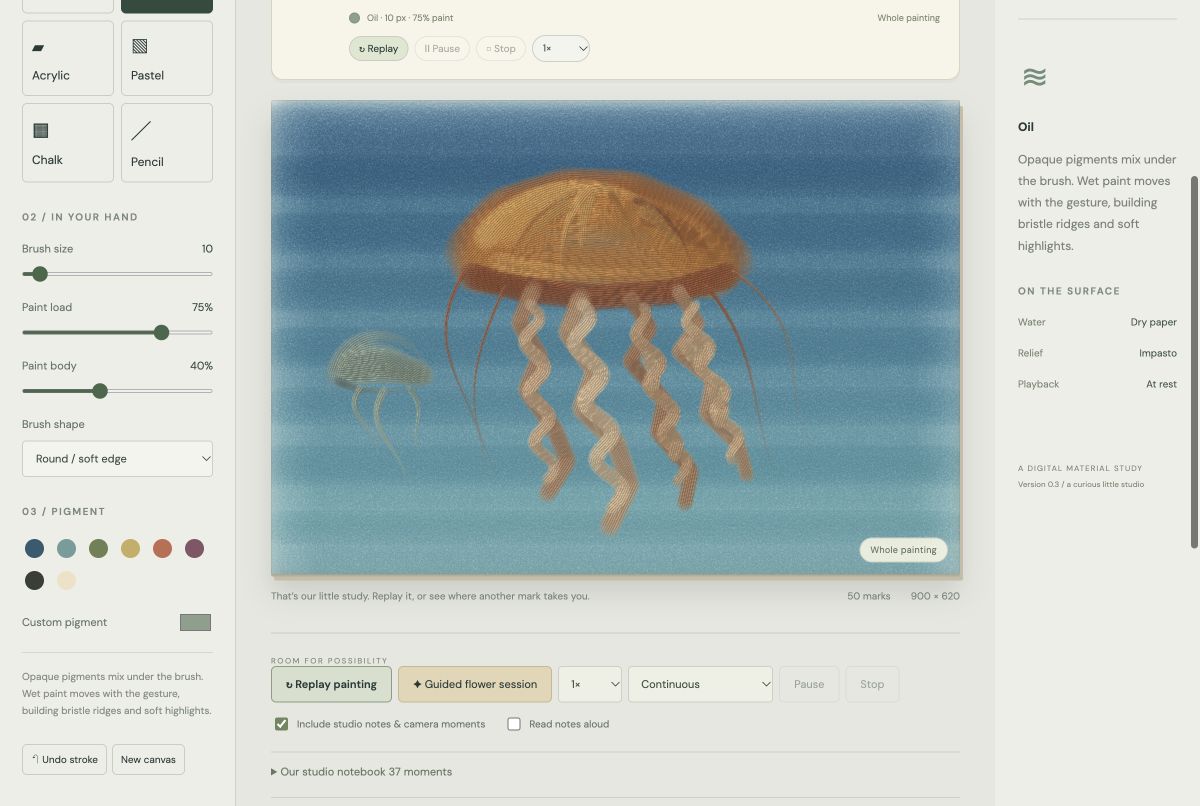 Acrylic
Pastel
Chalk
Pencil
02 / IN YOUR HAND
Brush size 10
Paint load 75%
Paint body 40%
Brush shape
Round / soft edge
03 / PIGMENT
Custom pigment
Opaque pigments mix under the brush.
Wet paint moves with the gesture,
building bristle ridges and soft highlights.
Undo stroke
New canvas
Oil · 10 px · 75% paint
Whole painting
↻ Replay
II Pause
▫ Stop
1×
Whole painting
That's our little study. Replay it, or see where another mark takes you.
50 marks
900 × 620
ROOM FOR POSSIBILITY
↻ Replay painting
✦ Guided flower session
1×
Continuous
Pause
Stop
Include studio notes & camera moments
Read notes aloud
▶ Our studio notebook 37 moments
Oil
Opaque pigments mix under
the brush. Wet paint moves
with the gesture, building
bristle ridges and soft
highlights.
ON THE SURFACE
Water Dry paper
Relief Impasto
Playback At rest
A DIGITAL MATERIAL STUDY
Version 0.3 / a curious little studio